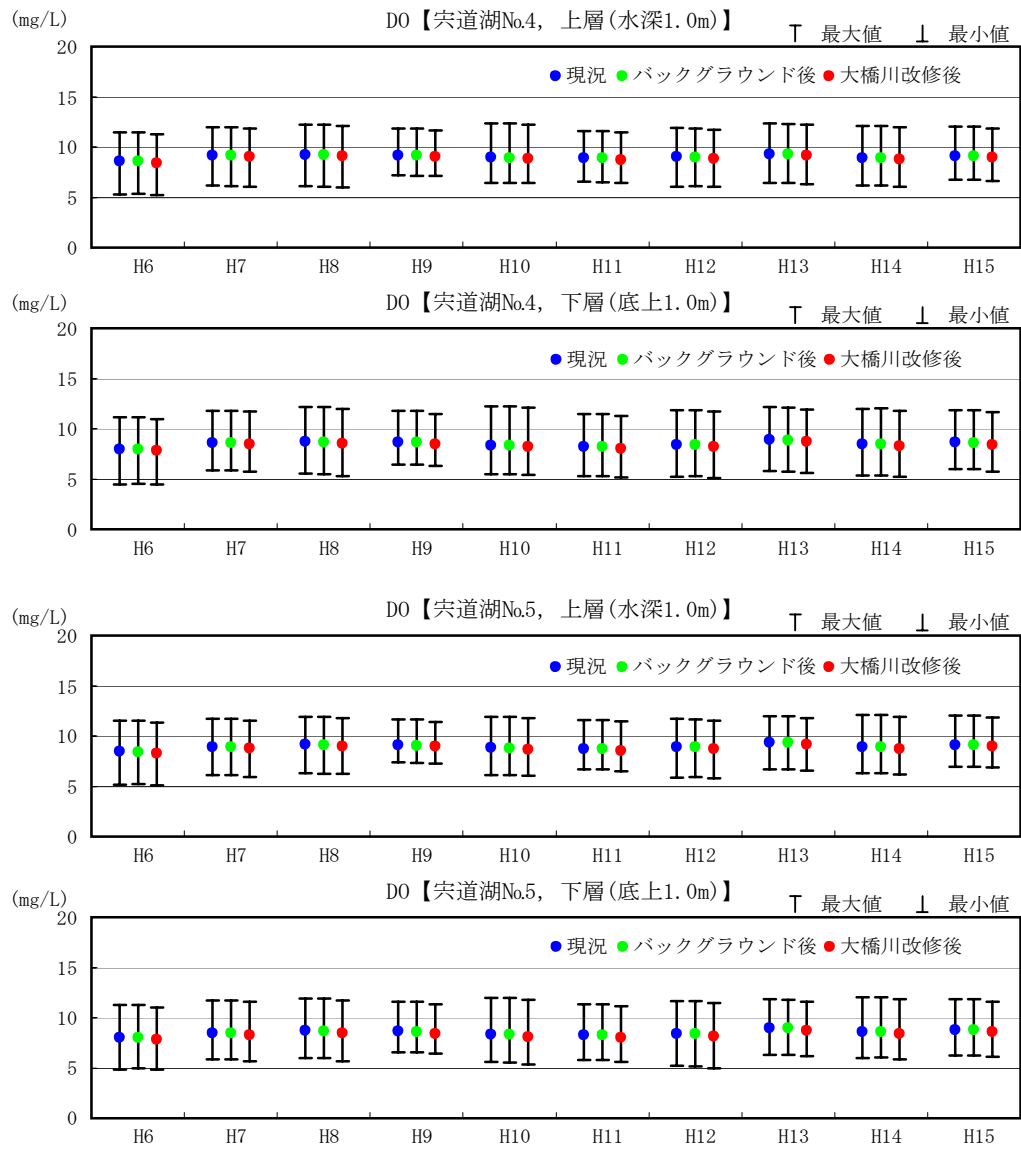 (mg/L) DO【宍道湖№4, 上層(水深1.0m)】 最大値 最小値
20
● 現況 ● バックグラウンド後 ● 大橋川改修後
15
10
5
0
H6 H7 H8 H9 H10 H11 H12 H13 H14 H15
(mg/L) DO【宍道湖№4, 下層(底上1.0m)】 最大値 最小値
20
● 現況 ● バックグラウンド後 ● 大橋川改修後
15
10
5
0
H6 H7 H8 H9 H10 H11 H12 H13 H14 H15
(mg/L) DO【宍道湖№5, 上層(水深1.0m)】 最大値 最小値
20
● 現況 ● バックグラウンド後 ● 大橋川改修後
15
10
5
0
H6 H7 H8 H9 H10 H11 H12 H13 H14 H15
(mg/L) DO【宍道湖№5, 下層(底上1.0m)】 最大値 最小値
20
● 現況 ● バックグラウンド後 ● 大橋川改修後
15
10
5
0
H6 H7 H8 H9 H10 H11 H12 H13 H14 H15